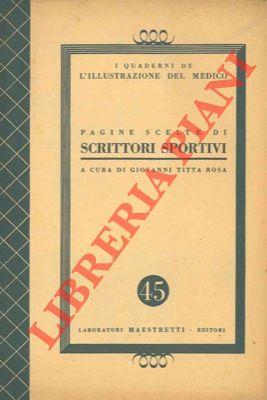 I QUADERNI DE
L'ILLUSTRAZIONE DEL MEDICO
PAGINE SCELTE DI
SCRITTORI SPORTIVI
A CURA DI GIOVANNI TITTA ROSA
LIBRERIA PIANI
45
LABORATORI MAESTRETTI - EDITORI